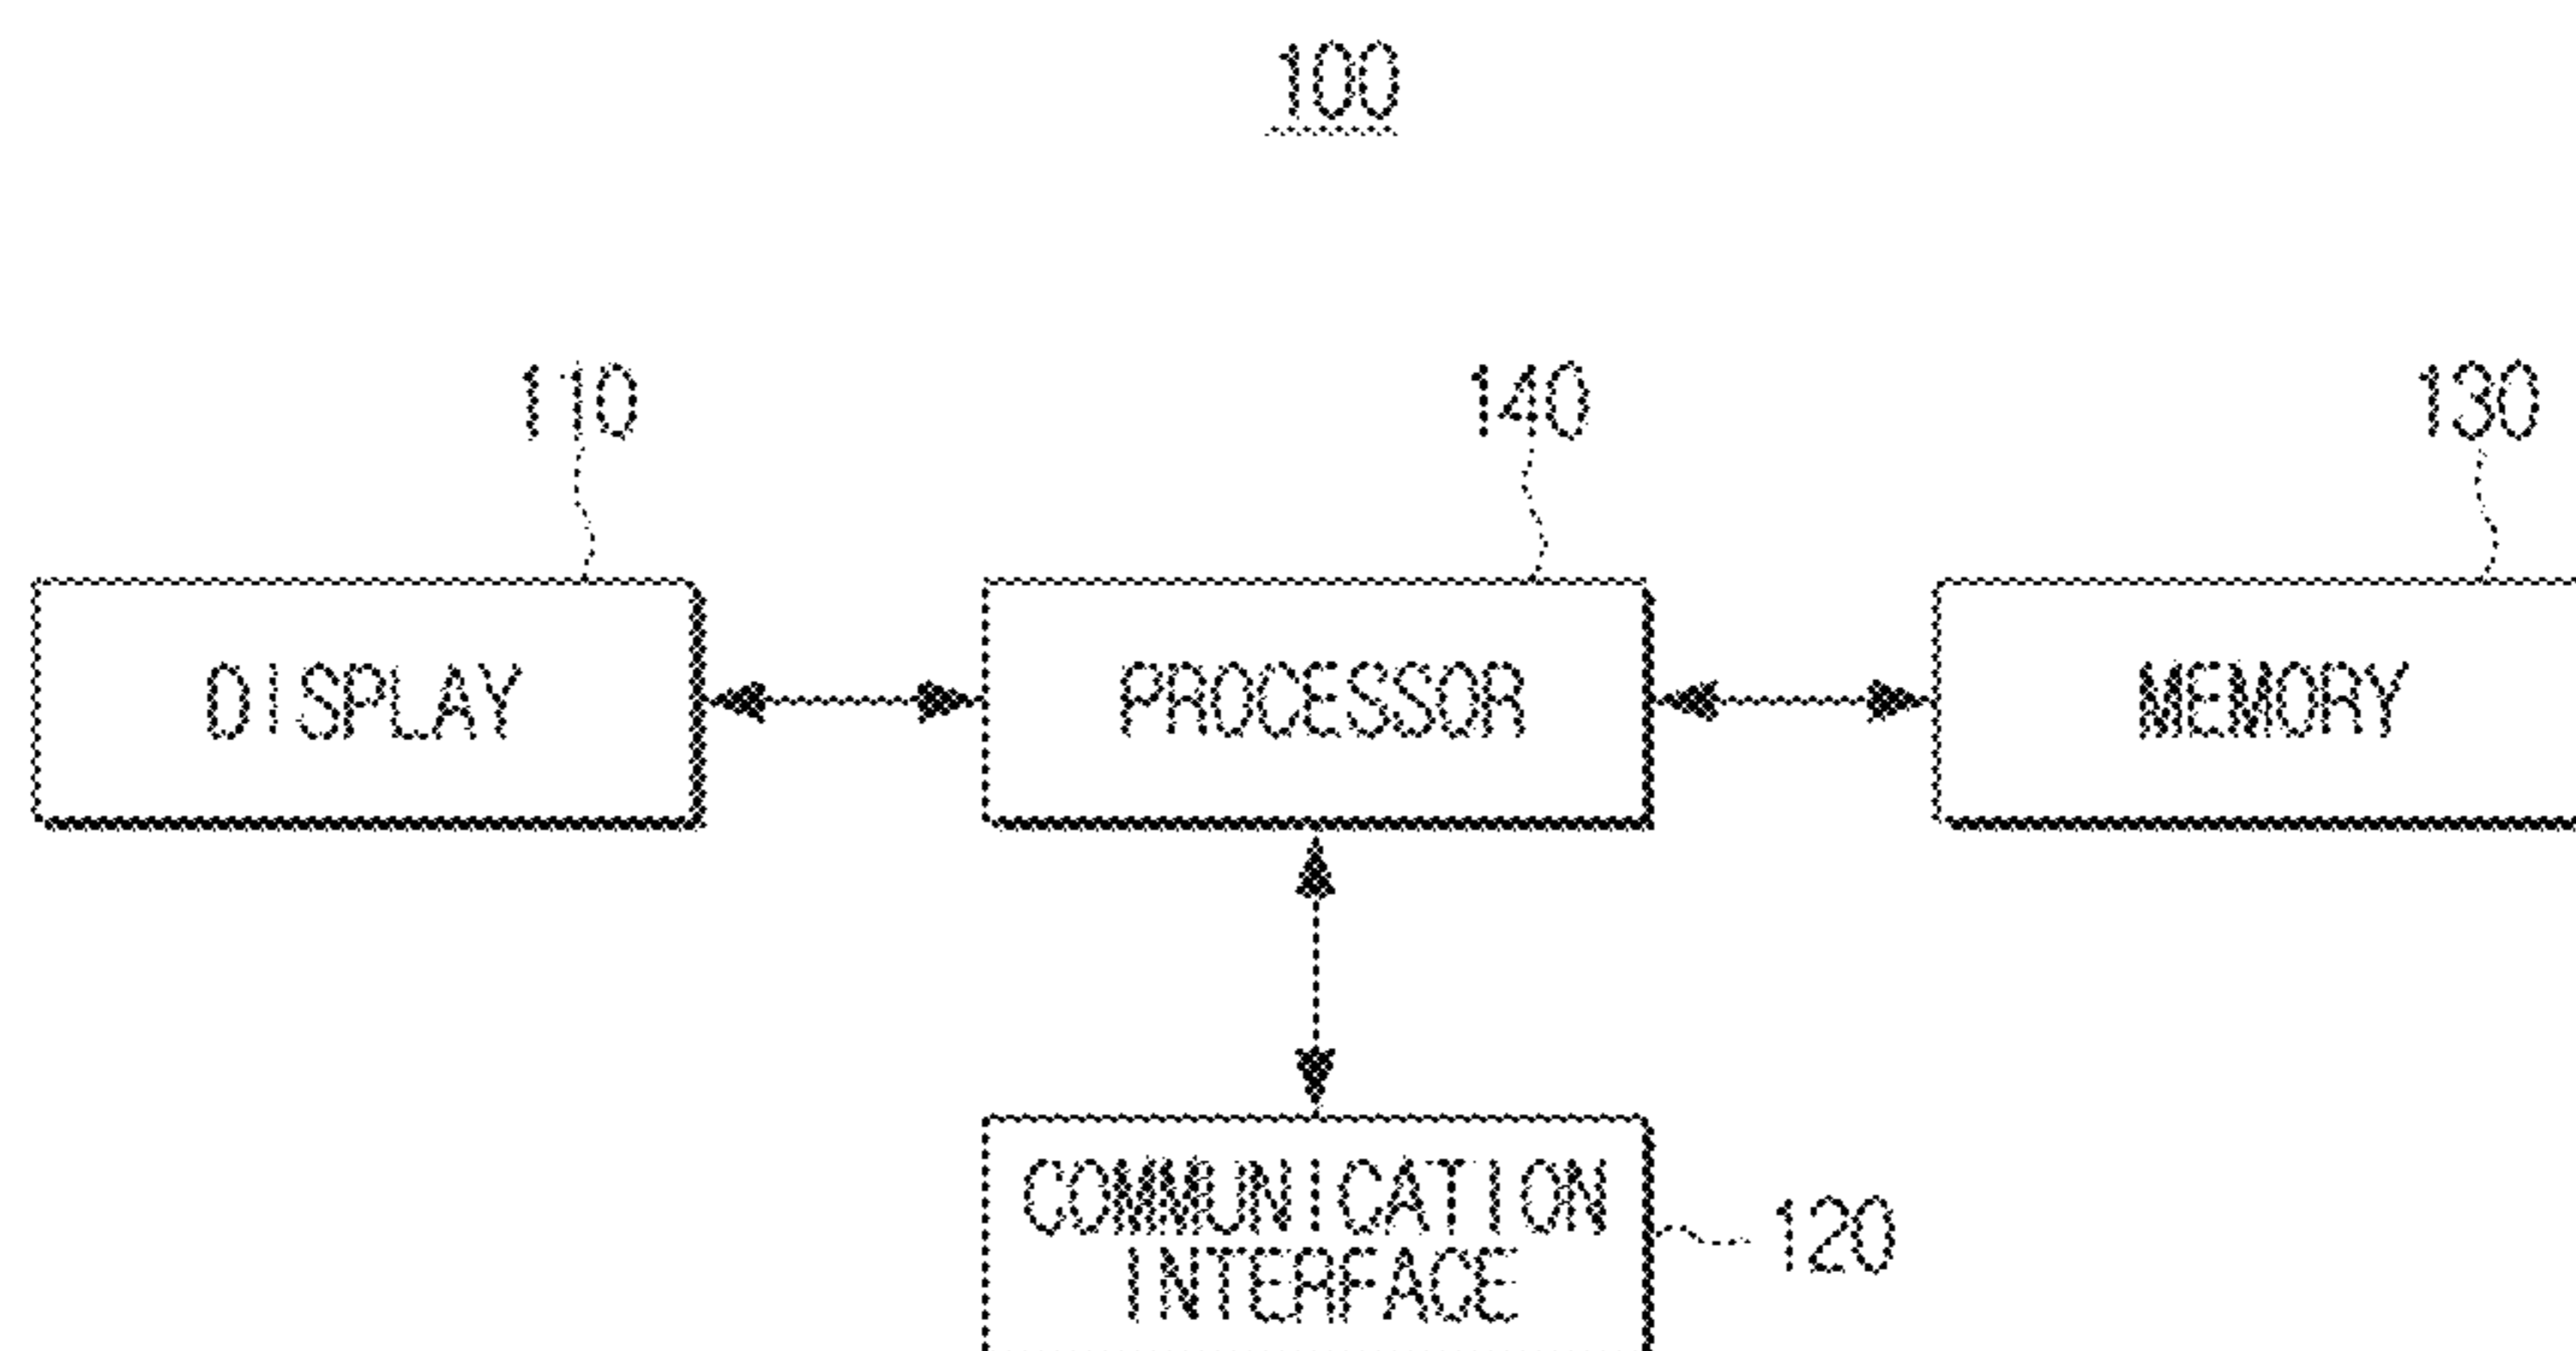 100
110
140
130
DISPLAY
PROCESSOR
MEMORY
COMMUNICATION
INTERFACE
120